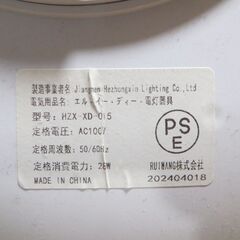 製造事業者名 Jiangmen Hezhongxin Lighting Co.,Ltd
電気用品名: エル・イー・ディー・電灯器具
型号: HZX-XD-015
定格電圧: AC100V
定格周波数: 50/60Hz
定格消費電力: 28W
MADE IN CHINA
PS
E
RUIWANG株式会社
202404018